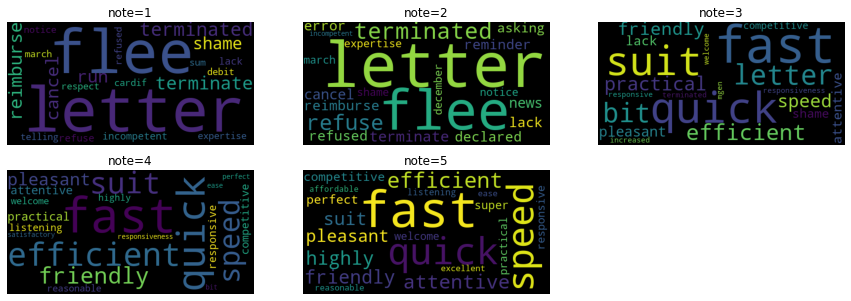 note=1
notice refused terminated
flee shame
reimburse march cancel run sum lack
debit
respect cardif terminate
letter
telling refuse incompetent expertise
note=2
error terminated asking
incompetent expertise reminder
letter
march
cancel shame december notice
reimburse flee news
refuse lack
refused terminate declared
note=3
friendly competitive
lack welcome fast
suit letter
practical responsive responsiveness
terminated mgen speed
bit quick shame
pleasant efficient attentive
increased
note=4
pleasant suit quick ease perfect
attentive highly
welcome fast speed
practical responsive competitive
listening responsiveness
satisfactory efficient
friendly
reasonable bit
note=5
competitive efficient ease
affordable listening
perfect fast super speed
suit practical responsive
pleasant welcome
quick
highly excellent
friendly attentive
reasonable